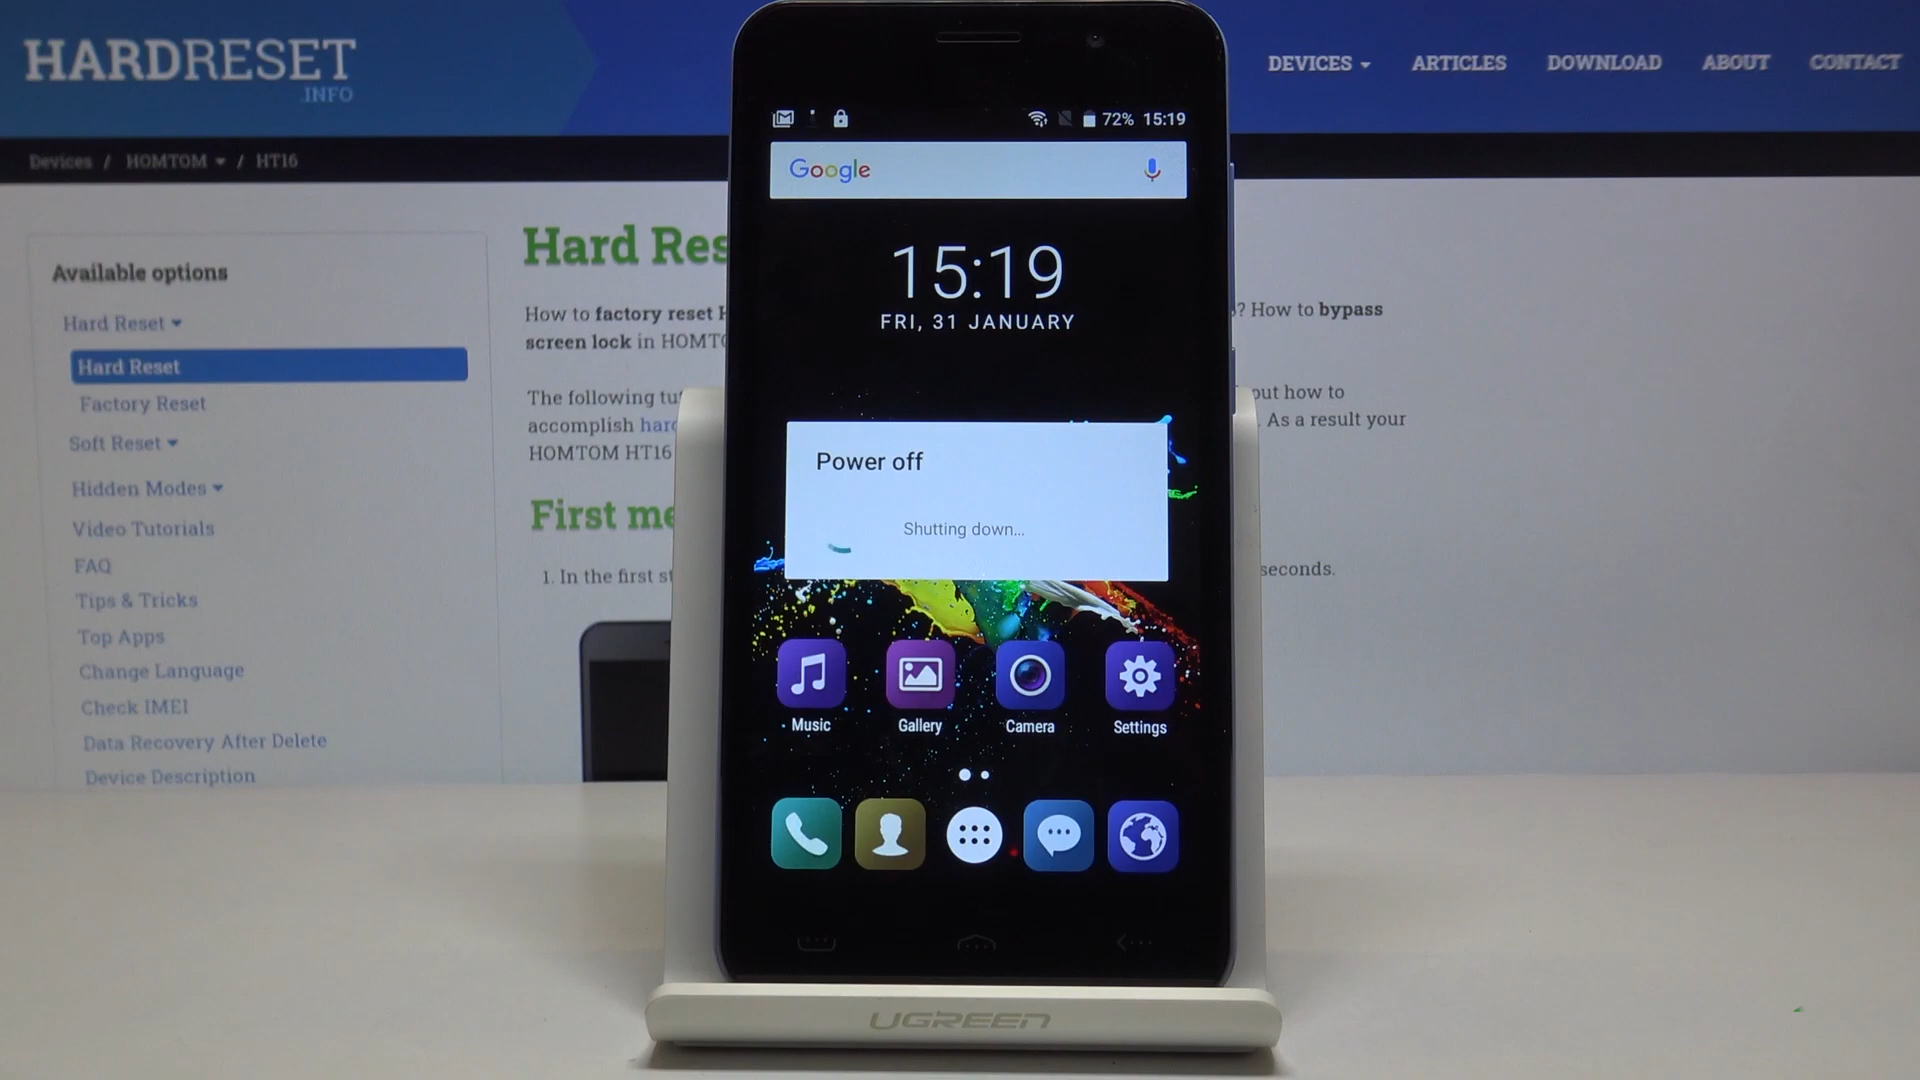 HARDRESET
.INFO
DEVICES
ARTICLES
DOWNLOAD
ABOUT
CONTACT
Devices / HOMTOM / HT16
Available options
Hard Reset
Hard Reset
Factory Reset
Soft Reset
Hidden Modes
Video Tutorials
FAQ
Tips & Tricks
Top Apps
Change Language
Check IMEI
Data Recovery After Delete
Device Description
Hard Res
How to factory reset
? How to bypass
screen lock in HOMTO
The following tu
out how to
accomplish hard
. As a result your
HOMTOM HT16
First me
1. In the first st
seconds.
72% 15:19
Google
15:19
FRI, 31 JANUARY
Power off
Shutting down...
Music
Gallery
Camera
Settings
UGREEN